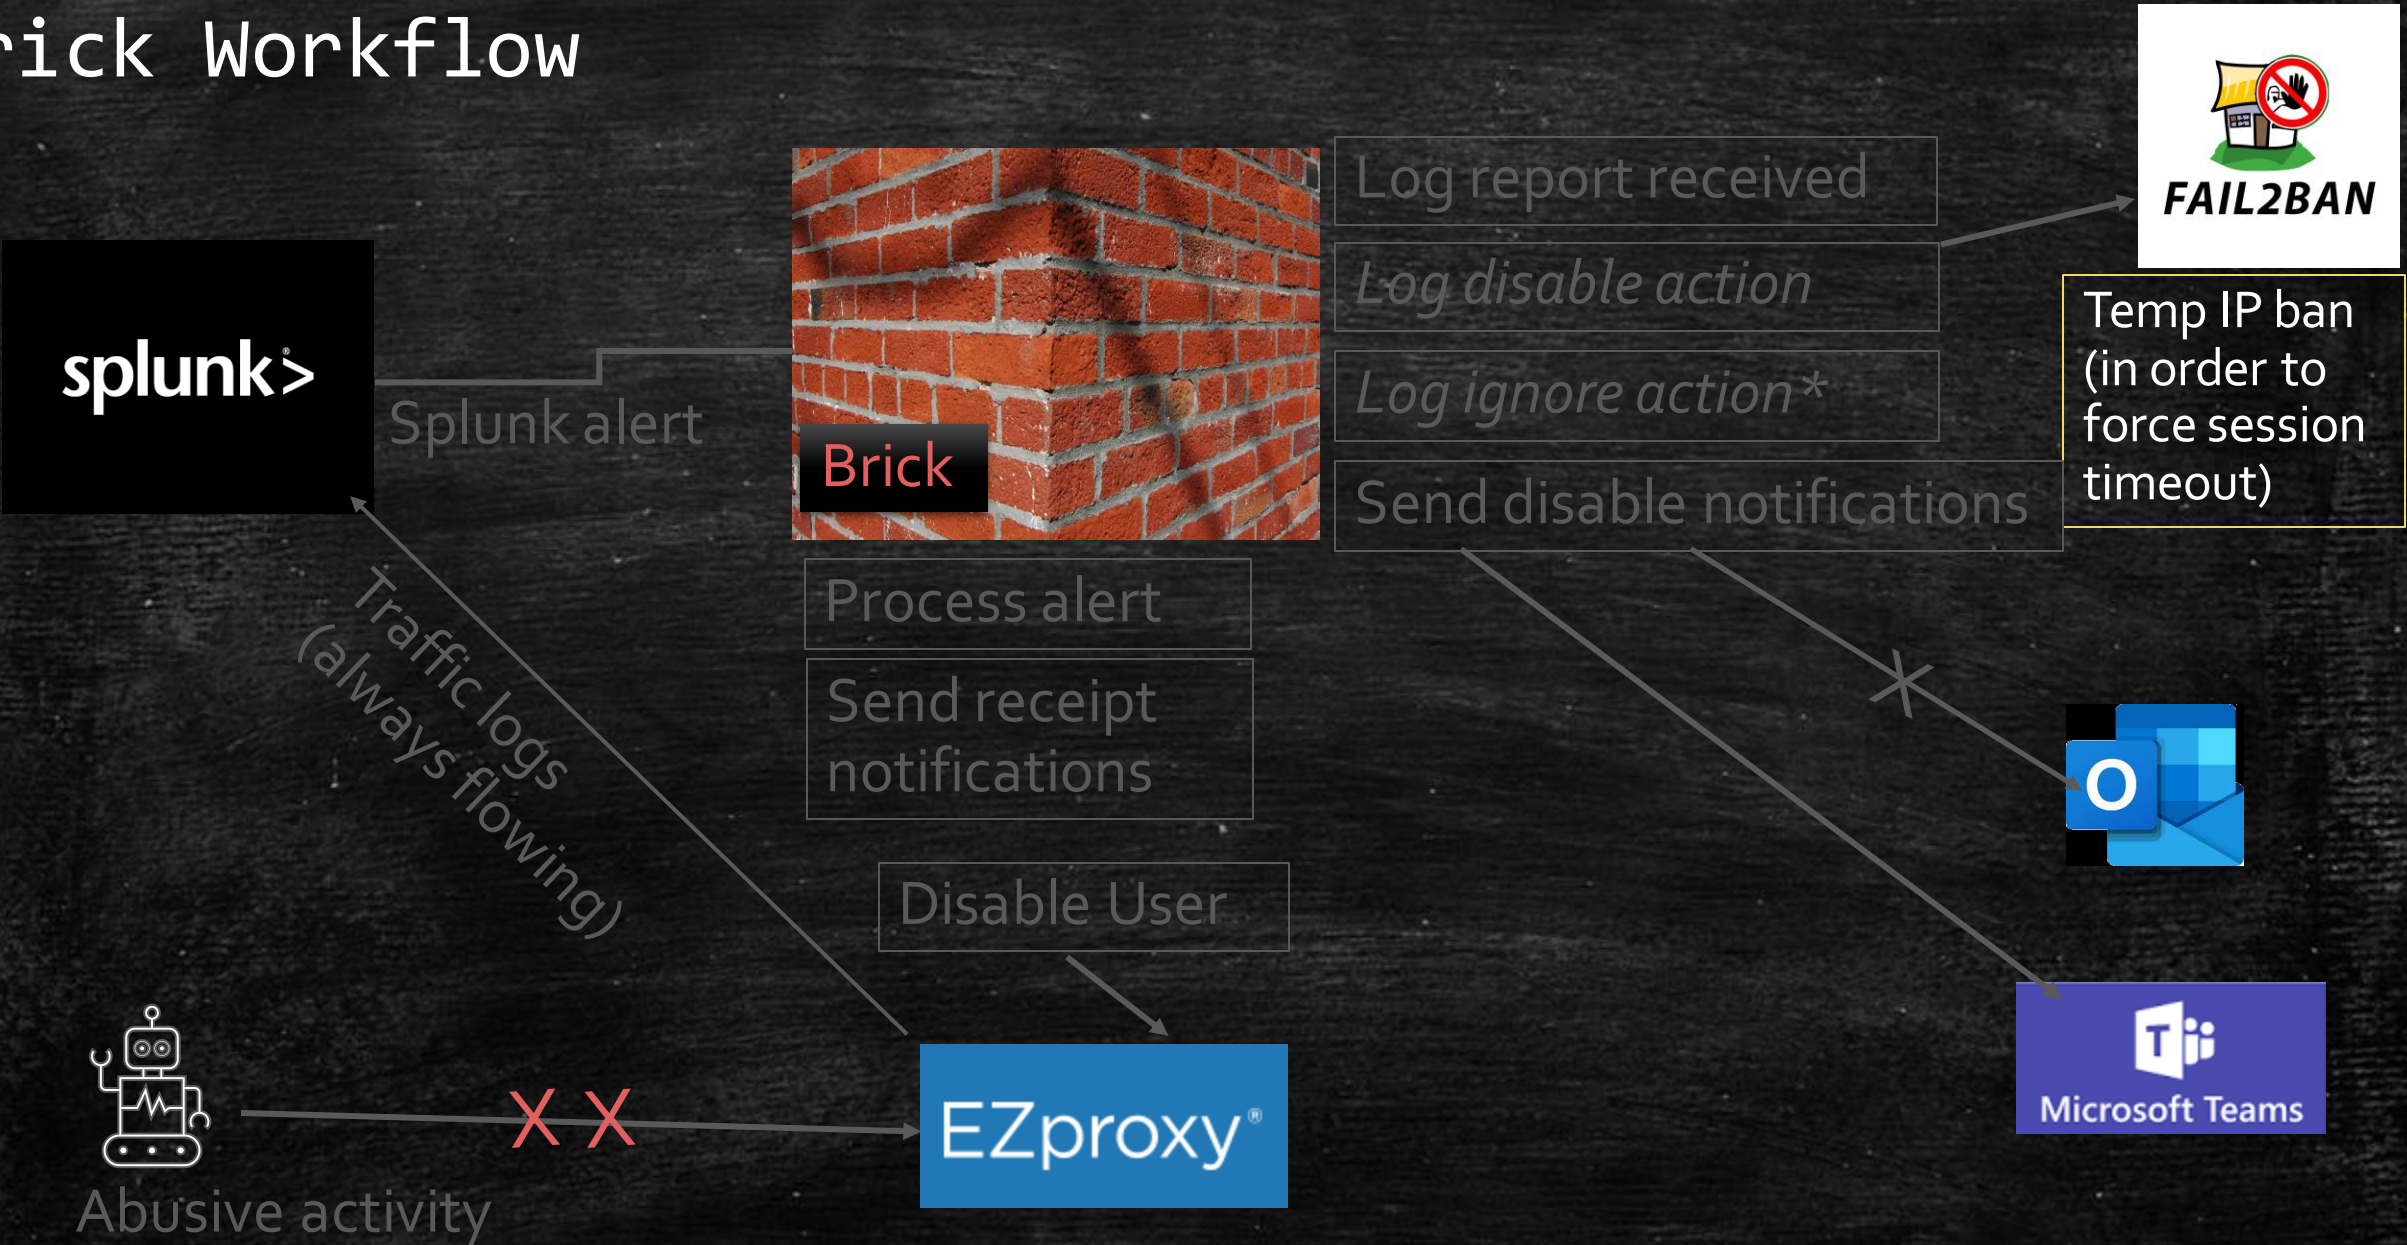 rick Workflow
FAIL2BAN
Log report received
Log disable action
Log ignore action*
Send disable notifications
Temp IP ban
(in order to
force session
timeout)
splunk>
Splunk alert
Brick
Process alert
Send receipt
notifications
Traffic logs
(always flowing)
X
O
Disable User
X X
EZproxy®
T
Microsoft Teams
Abusive activity